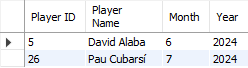 Player ID Player Name Month Year
5 David Alaba 6 2024
26 Pau Cubarsí 7 2024